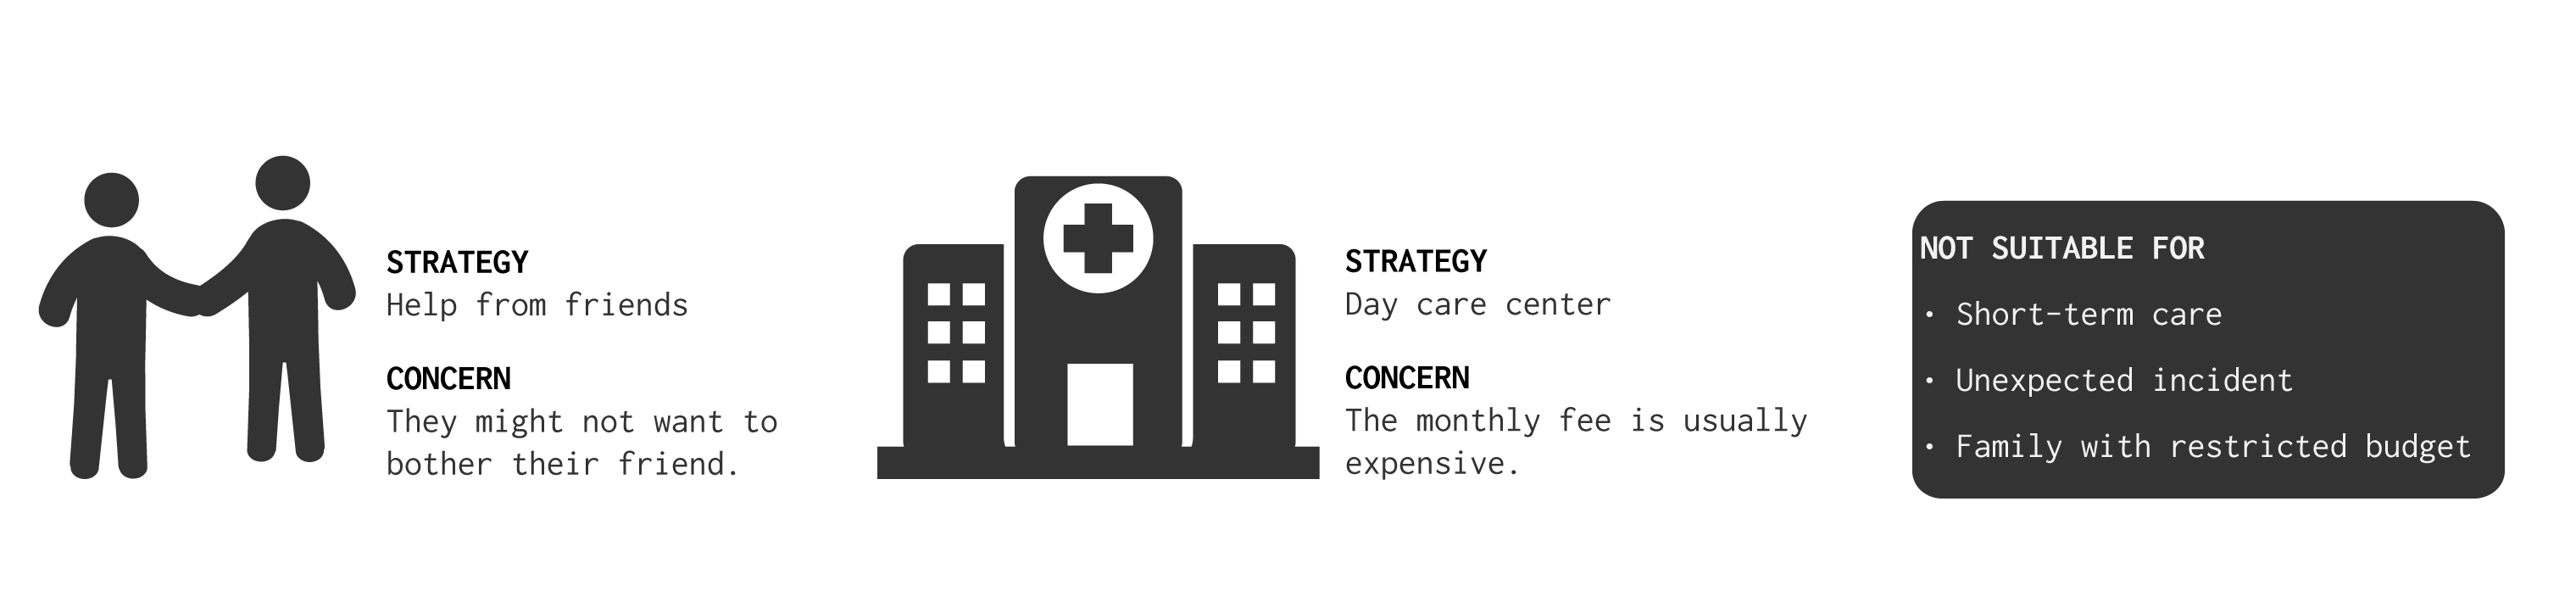 STRATEGY
Help from friends
CONCERN
They might not want to
bother their friend.
STRATEGY
Day care center
CONCERN
The monthly fee is usually
expensive.
NOT SUITABLE FOR
• Short-term care
• Unexpected incident
• Family with restricted budget